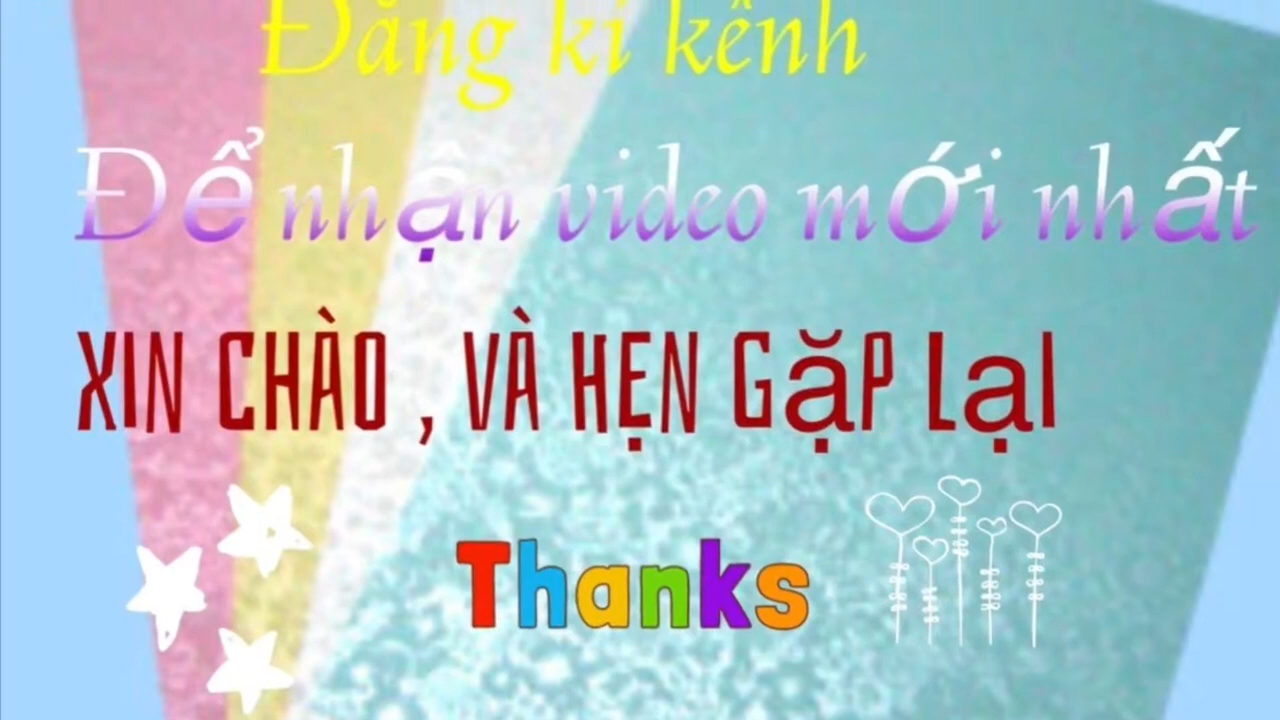 Đăng kí kênh
Để nhận video mới nhất
XIN CHÀO , VÀ HẸN GặP LạI
Thanks